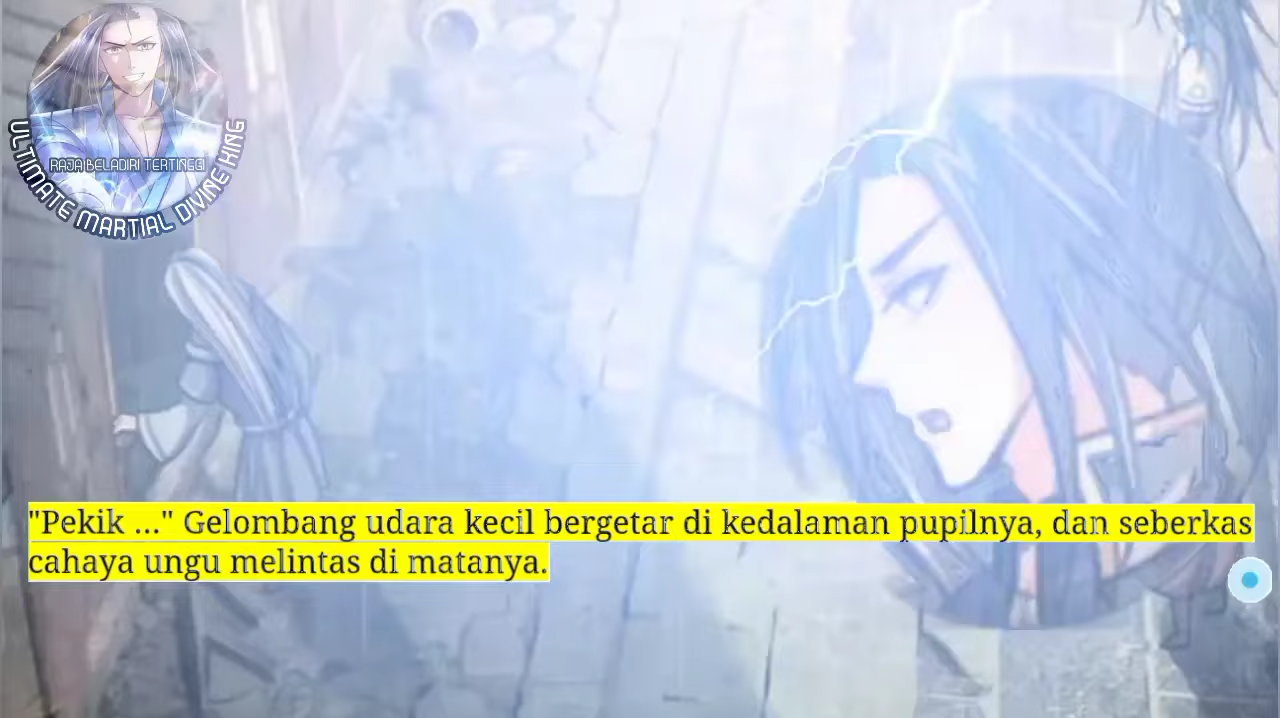 RAJA BELADIRI TERTINGGI
ULTIMATE MARTIAL DIVINE KING
"Pekik ..." Gelombang udara kecil bergetar di kedalaman pupilnya, dan seberkas
cahaya ungu melintas di matanya.